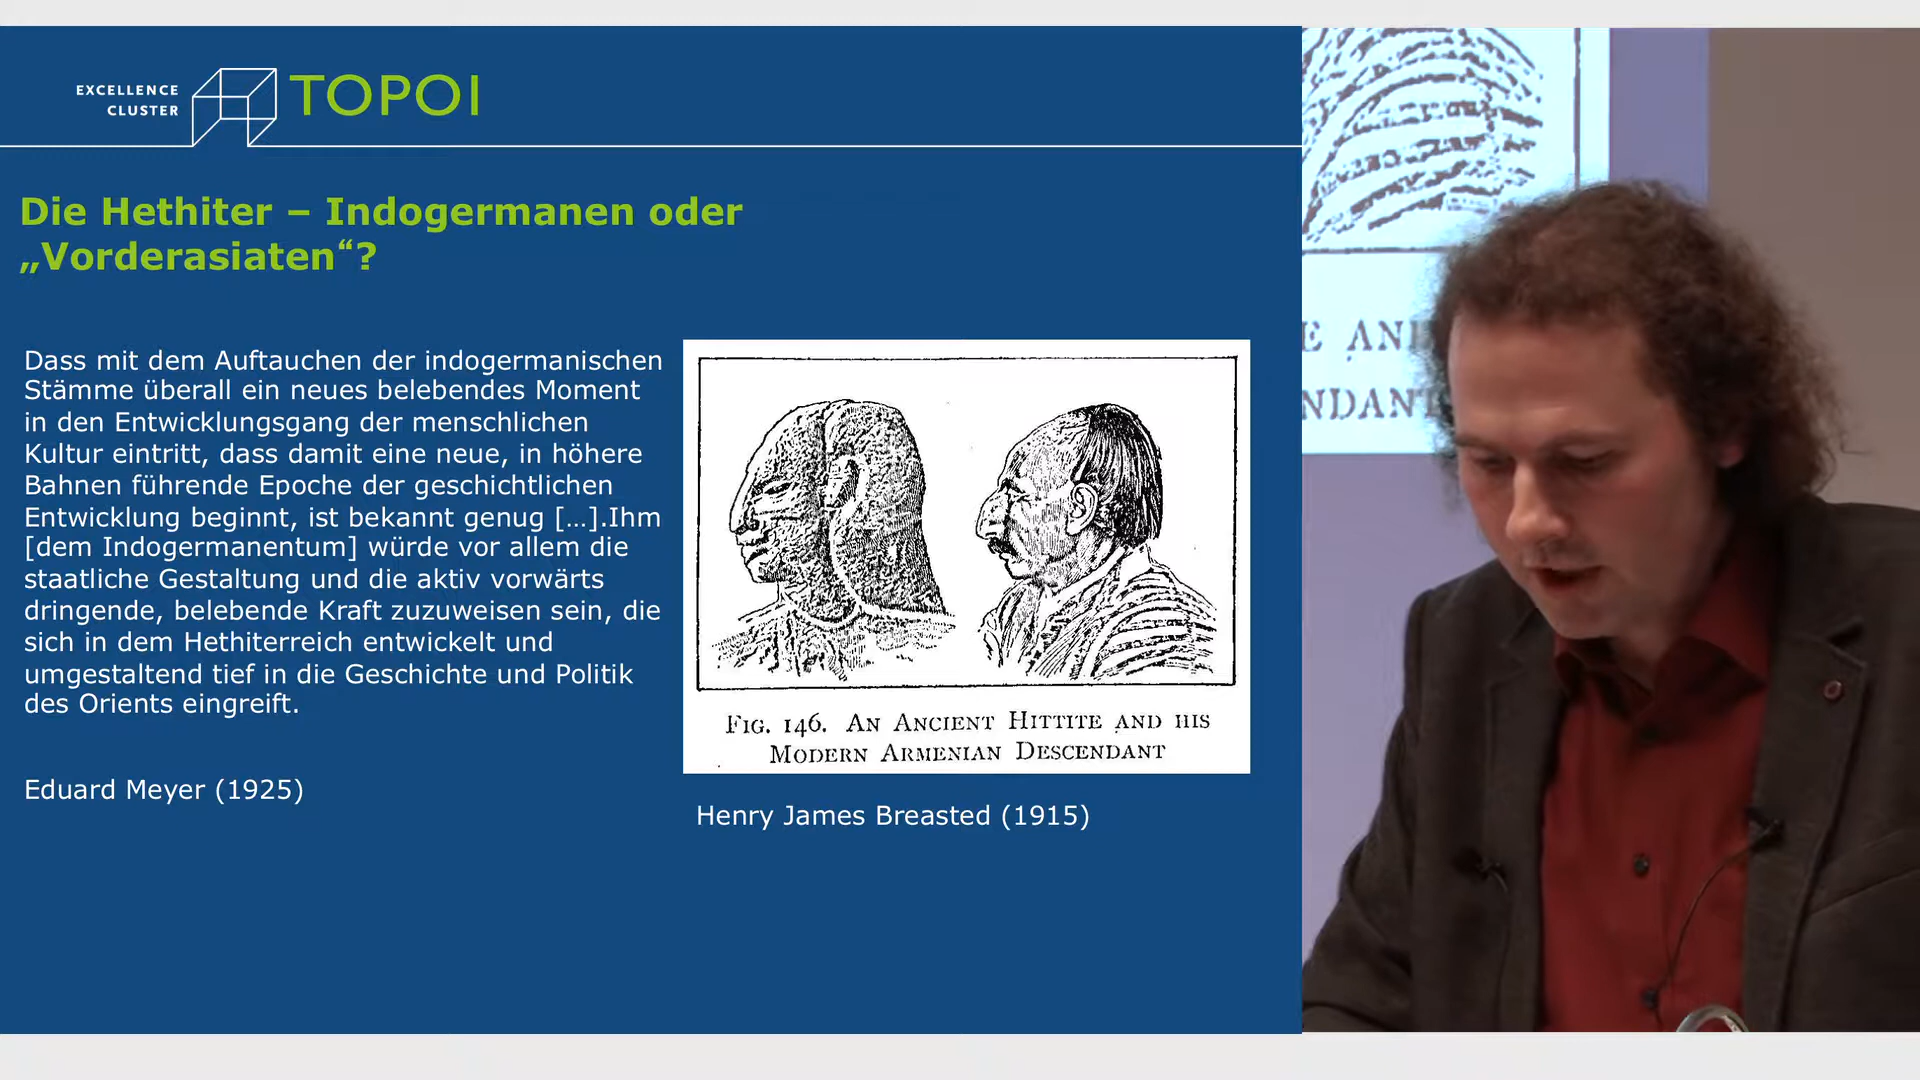 EXCELLENCE
CLUSTER
TOPOI
Die Hethiter – Indogermanen oder
„Vorderasiaten“?
Dass mit dem Auftauchen der indogermanischen
Stämme überall ein neues belebendes Moment
in den Entwicklungsgang der menschlichen
Kultur eintritt, dass damit eine neue, in höhere
Bahnen führende Epoche der geschichtlichen
Entwicklung beginnt, ist bekannt genug […].Ihm
[dem Indogermanentum] würde vor allem die
staatliche Gestaltung und die aktiv vorwärts
dringende, belebende Kraft zuzuweisen sein, die
sich in dem Hethiterreich entwickelt und
umgestaltend tief in die Geschichte und Politik
des Orients eingreift.
Eduard Meyer (1925)
FIG. 146. AN ANCIENT HITTITE AND HIS
MODERN ARMENIAN DESCENDANT
Henry James Breasted (1915)
E AN
NDANT